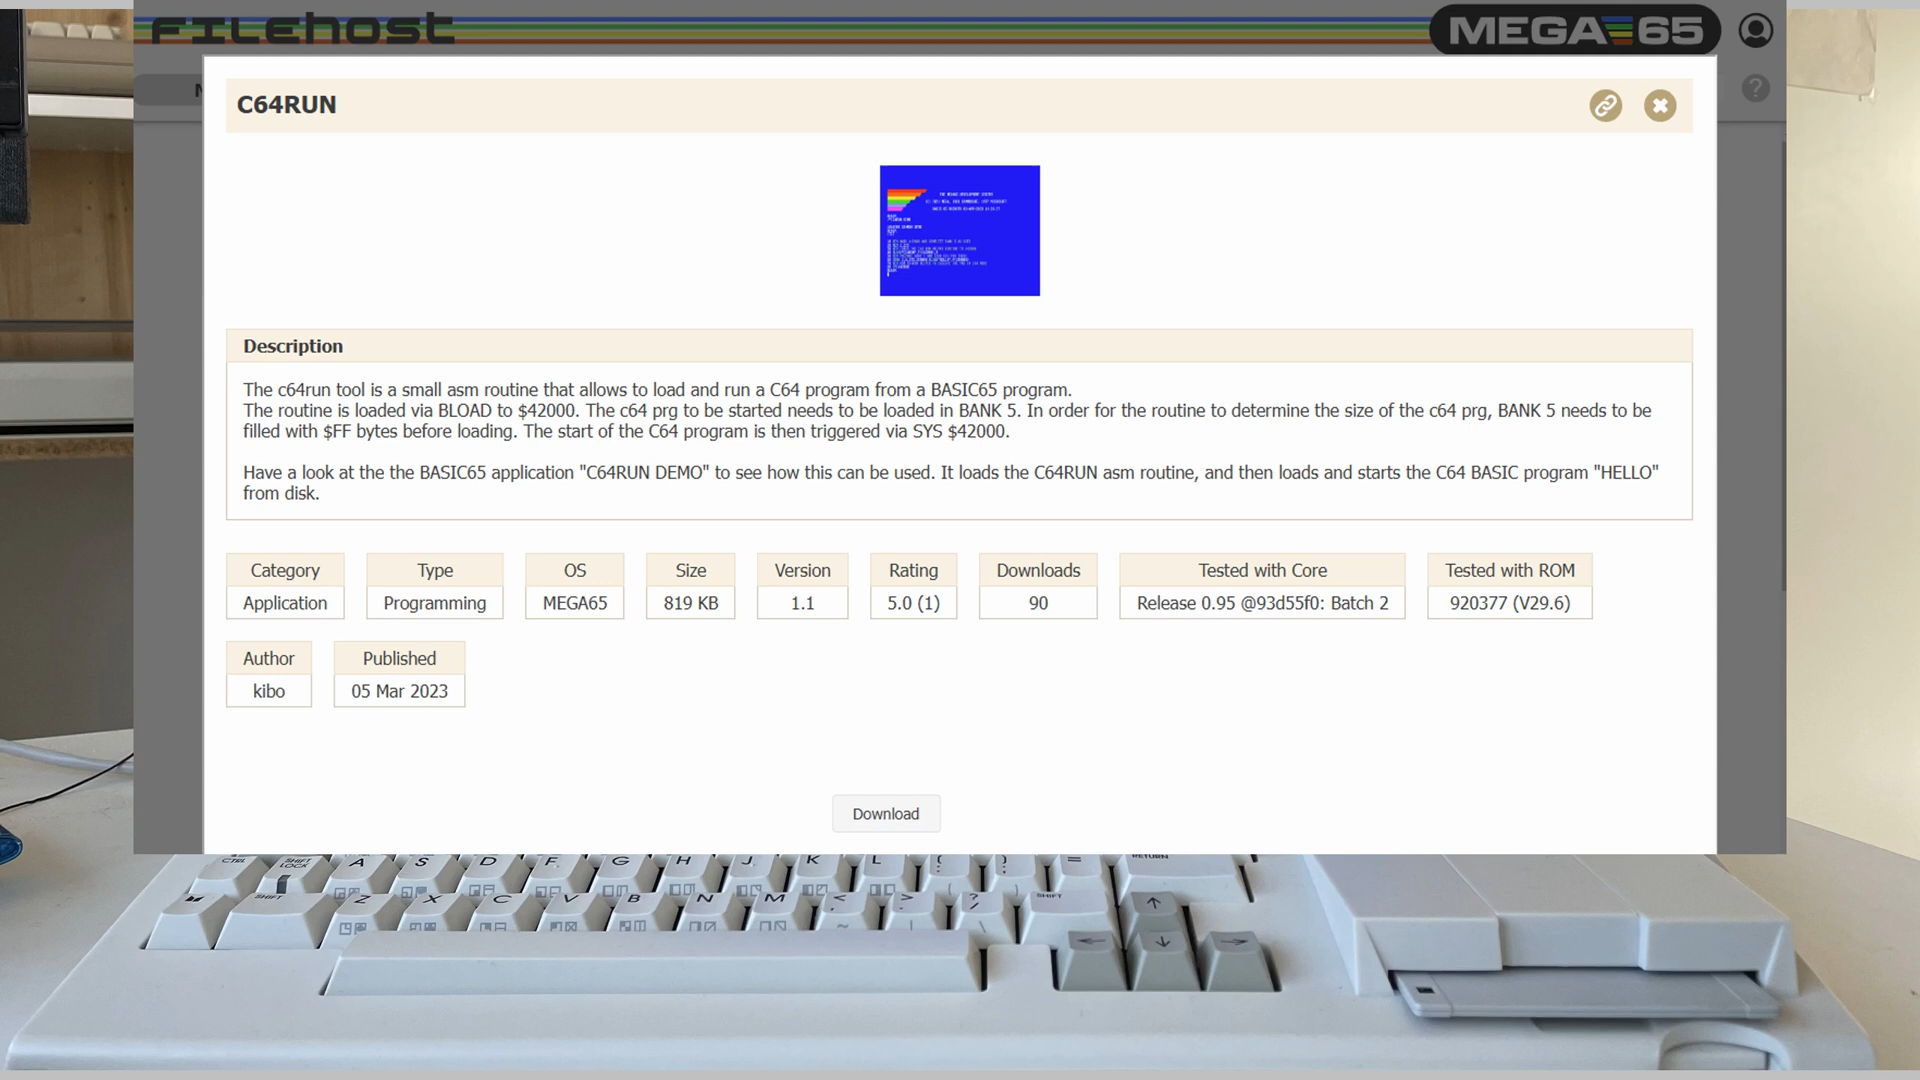 FILEHOST
MEGA65
C64RUN
Description
The c64run tool is a small asm routine that allows to load and run a C64 program from a BASIC65 program.
The routine is loaded via BLOAD to $42000. The c64 prg to be started needs to be loaded in BANK 5. In order for the routine to determine the size of the c64 prg, BANK 5 needs to be
filled with $FF bytes before loading. The start of the C64 program is then triggered via SYS $42000.
Have a look at the the BASIC65 application "C64RUN DEMO" to see how this can be used. It loads the C64RUN asm routine, and then loads and starts the C64 BASIC program "HELLO"
from disk.
Category Type OS Size Version Rating Downloads Tested with Core Tested with ROM
Application Programming MEGA65 819 KB 1.1 5.0 (1) 90 Release 0.95 @93d55f0: Batch 2 920377 (V29.6)
Author Published
kibo 05 Mar 2023
Download
CTRL SHIFT LOCK A S D F G H J K L [ ] = RETURN
SHIFT Z X C V B N M < > ? SHIFT ↑
← ↓ →